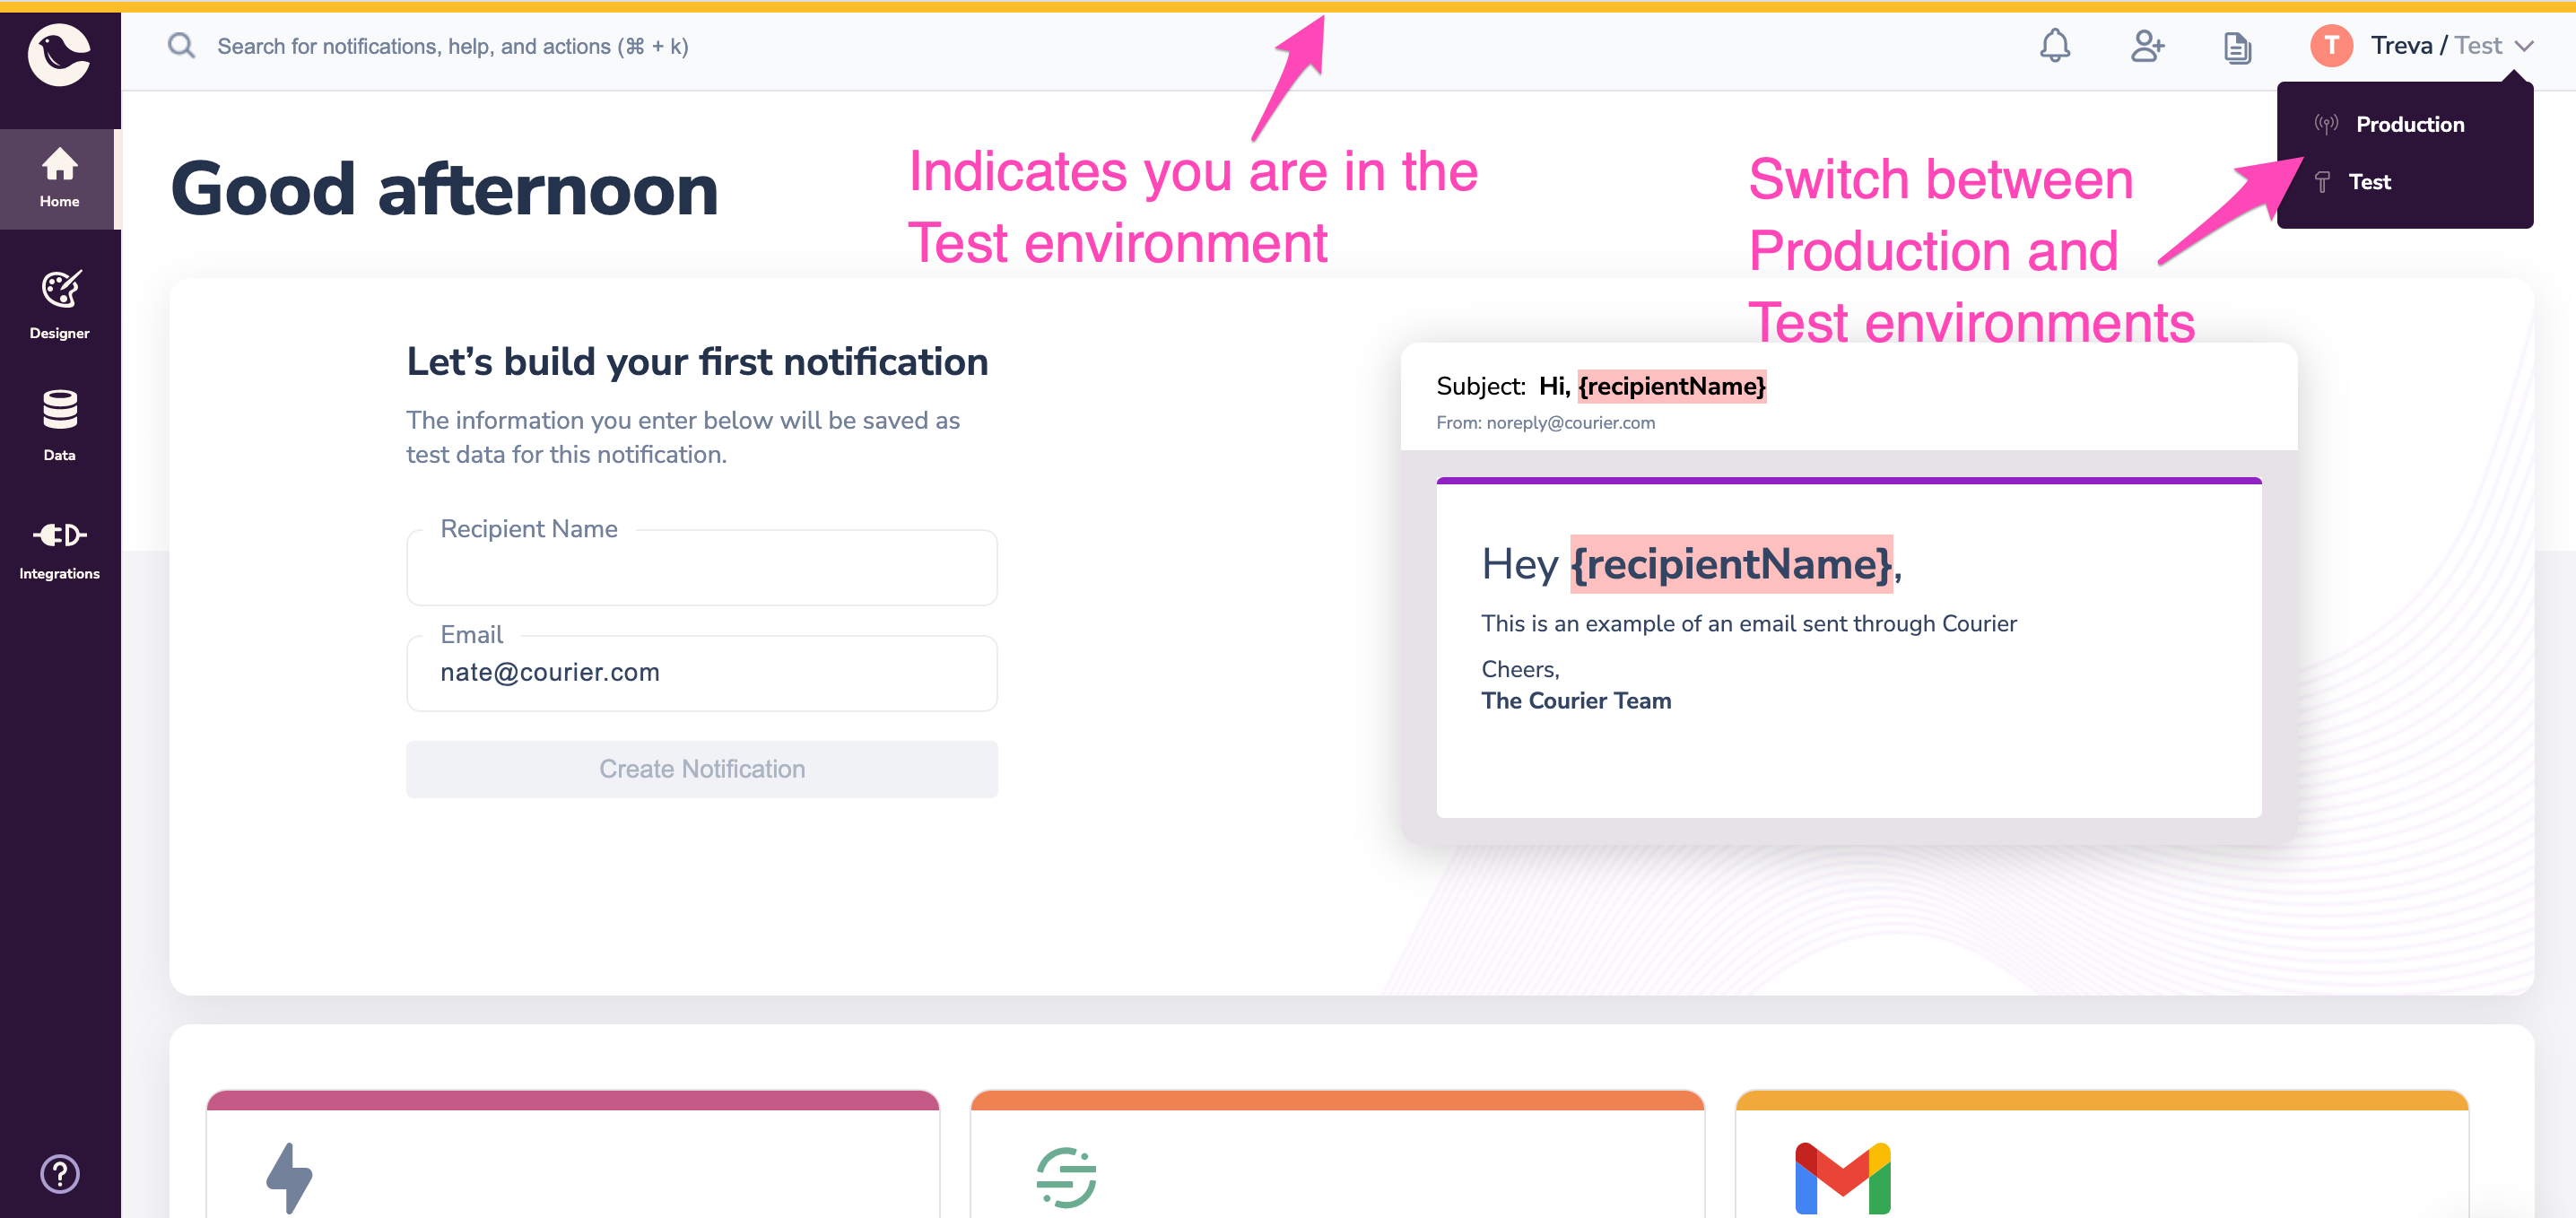 Search for notifications, help, and actions (⌘ + k)
T
Treva / Test
Production
Test
Home
Designer
Data
Integrations
?
Good afternoon
Indicates you are in the
Test environment
Switch between
Production and
Test environments
Let’s build your first notification
The information you enter below will be saved as
test data for this notification.
Recipient Name
Email
nate@courier.com
Create Notification
Subject: Hi, {recipientName}
From: noreply@courier.com
Hey {recipientName},
This is an example of an email sent through Courier
Cheers,
The Courier Team